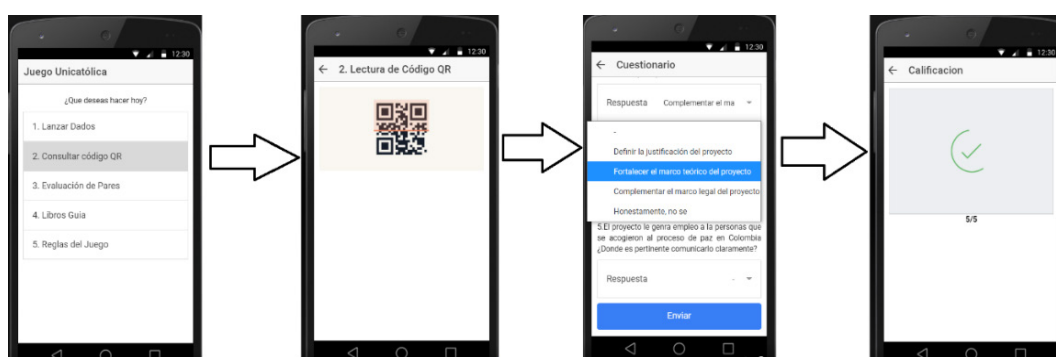 12:30
Juego Unicatólica
¿Que deseas hacer hoy?
1. Lanzar Dados
2. Consultar código QR
3. Evaluación de Pares
4. Libros Guia
5. Reglas del Juego
12:30
2. Lectura de Código QR
12:30
Cuestionario
Respuesta Complementar el ma
-
Definir la justificación del proyecto
Fortalecer el marco teórico del proyecto
Complementar el marco legal del proyecto
Honestamente, no se
5.El proyecto le genra empleo a la personas que
se acogieron al proceso de paz en Colombia
¿Donde es pertinente comunicarlo claramente?
Respuesta -
Enviar
12:30
Calificacion
5/5